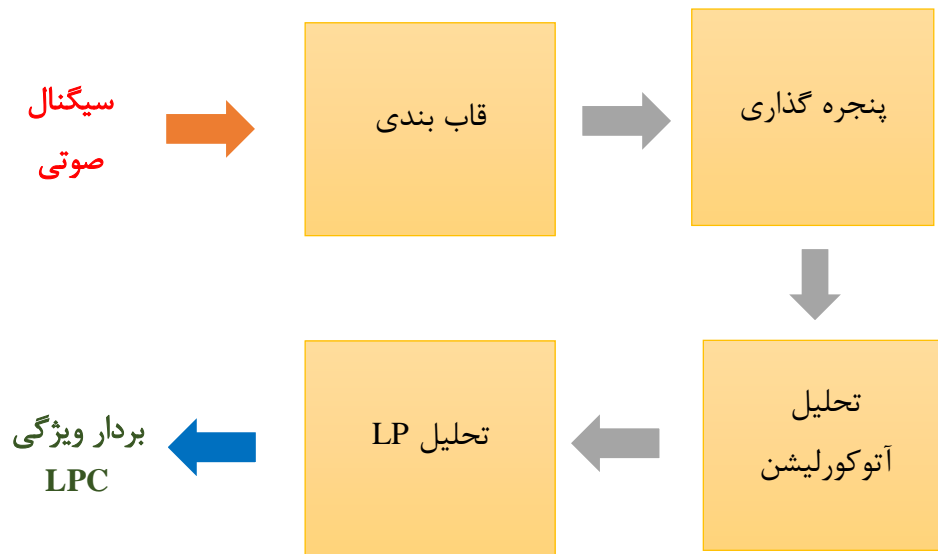 سیگنال
صوتی
قاب بندی
پنجره گذاری
تحلیل
آتوکورلیشن
تحلیل LP
بردار ویژگی
LPC